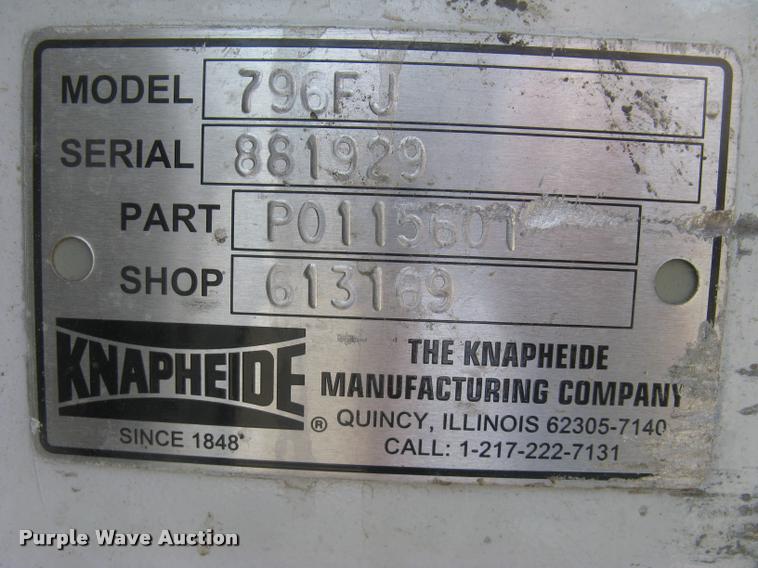 MODEL 796FJ
SERIAL 881929
PART P0115601
SHOP 613169
KNAPHEIDE ®
SINCE 1848
THE KNAPHEIDE
MANUFACTURING COMPANY
QUINCY, ILLINOIS 62305-7140
CALL: 1-217-222-7131
Purple Wave Auction